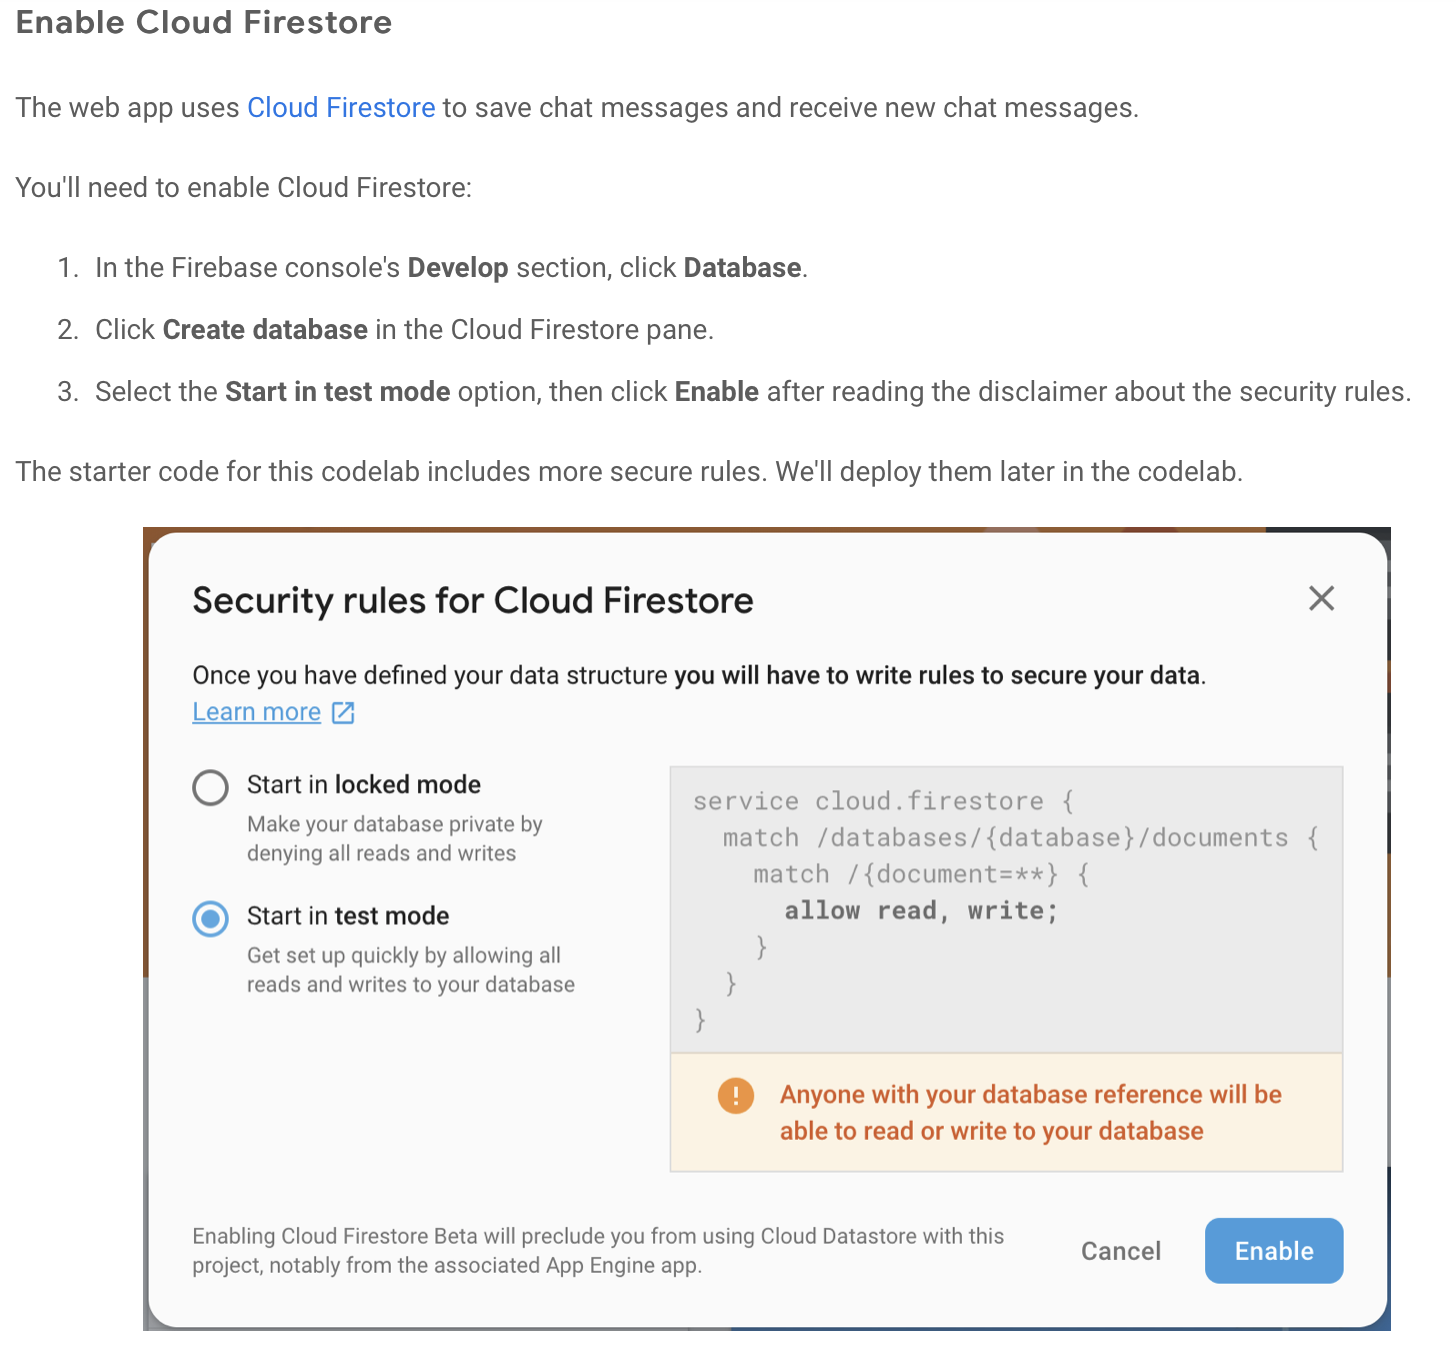 Enable Cloud Firestore
The web app uses Cloud Firestore to save chat messages and receive new chat messages.
You'll need to enable Cloud Firestore:
1. In the Firebase console's Develop section, click Database.
2. Click Create database in the Cloud Firestore pane.
3. Select the Start in test mode option, then click Enable after reading the disclaimer about the security rules.
The starter code for this codelab includes more secure rules. We'll deploy them later in the codelab.
Security rules for Cloud Firestore
Once you have defined your data structure you will have to write rules to secure your data.
Learn more
Start in locked mode
Make your database private by
denying all reads and writes
Start in test mode
Get set up quickly by allowing all
reads and writes to your database
service cloud.firestore {
  match /databases/{database}/documents {
    match /{document=**} {
      allow read, write;
    }
  }
}
Anyone with your database reference will be
able to read or write to your database
Enabling Cloud Firestore Beta will preclude you from using Cloud Datastore with this
project, notably from the associated App Engine app.
Cancel
Enable